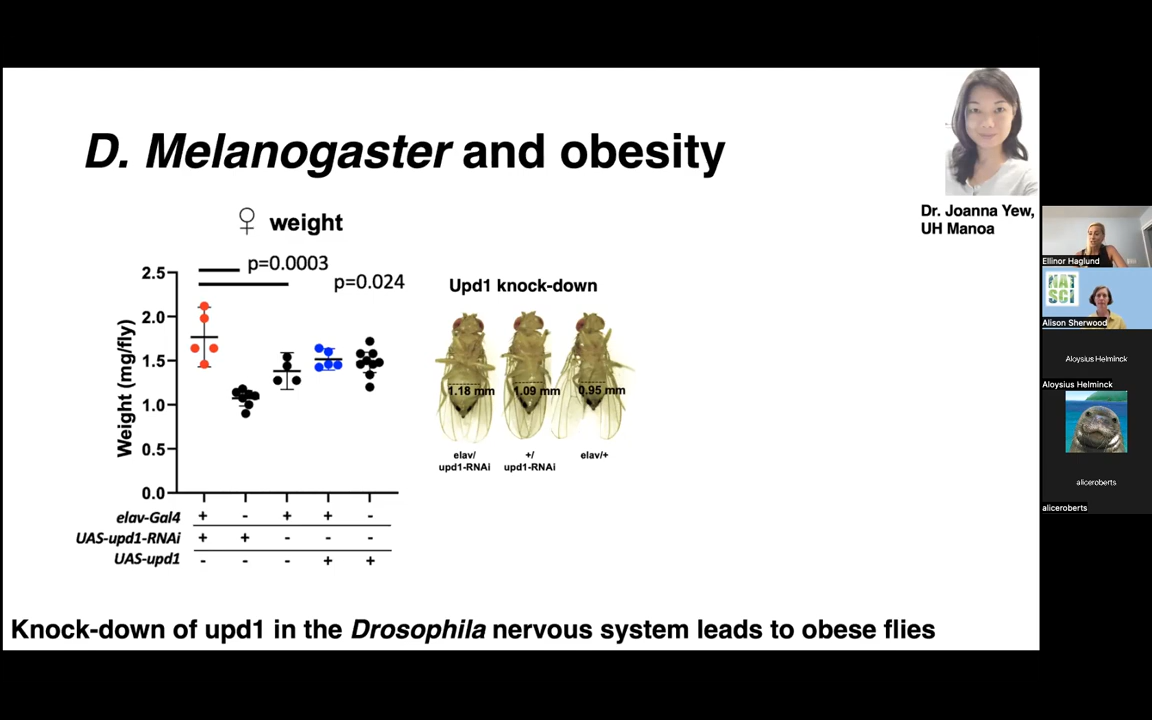 D. Melanogaster and obesity
Dr. Joanna Yew,
UH Manoa
♀ weight
p=0.0003
p=0.024
Weight (mg/fly)
2.5
2.0
1.5
1.0
0.5
0.0
elav-Gal4 + - + + -
UAS-upd1-RNAi + + - - -
UAS-upd1 - - - + +
Upd1 knock-down
1.18 mm 1.09 mm 0.95 mm
elav/ +/ elav/+
upd1-RNAi upd1-RNAi
Knock-down of upd1 in the Drosophila nervous system leads to obese flies
Ellinor Haglund
NAT
SCI
Alison Sherwood
Aloysius Helminck
Aloysius Helminck
aliceroberts
aliceroberts